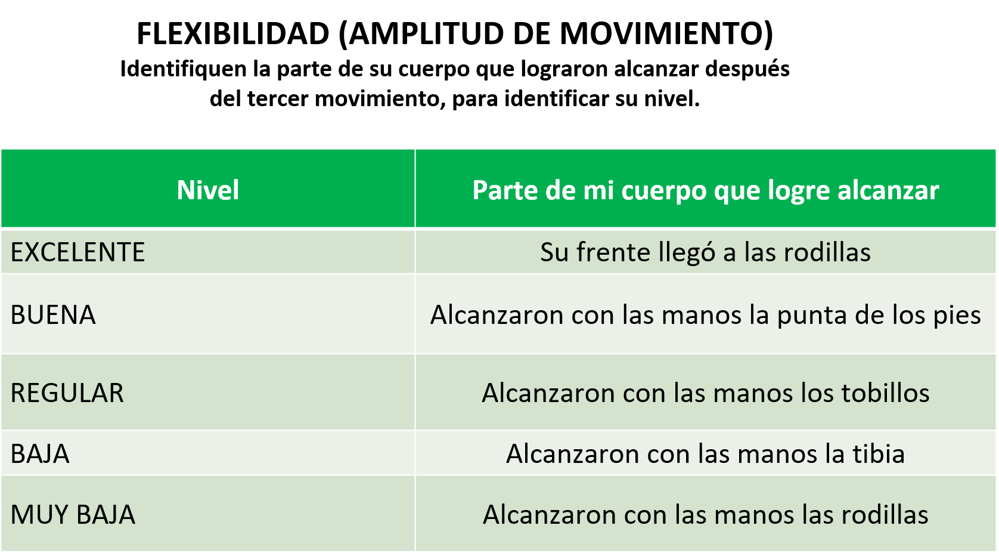 FLEXIBILIDAD (AMPLITUD DE MOVIMIENTO)
Identifiquen la parte de su cuerpo que lograron alcanzar después
del tercer movimiento, para identificar su nivel.
Nivel
Parte de mi cuerpo que logre alcanzar
EXCELENTE
Su frente llegó a las rodillas
BUENA
Alcanzaron con las manos la punta de los pies
REGULAR
Alcanzaron con las manos los tobillos
BAJA
Alcanzaron con las manos la tibia
MUY BAJA
Alcanzaron con las manos las rodillas